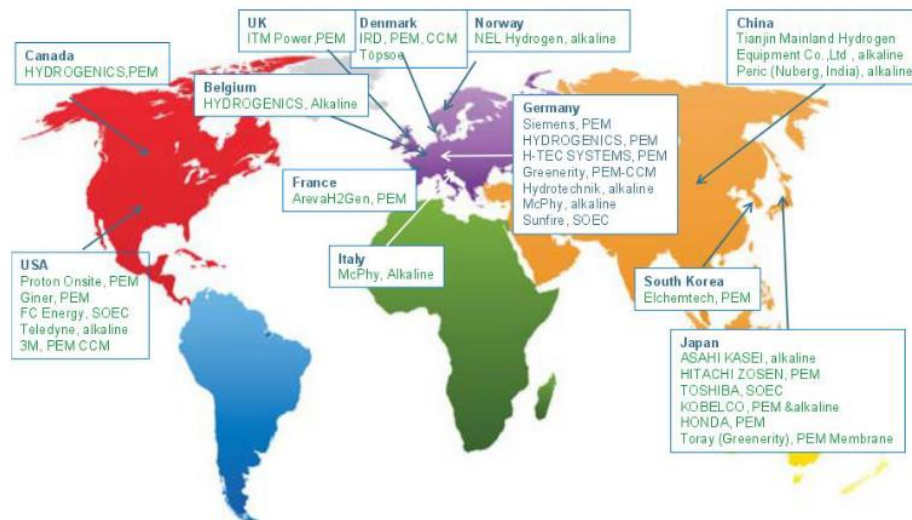 UK
ITM Power,PEM
Denmark
IRD, PEM, CCM
Topsoe
Norway
NEL Hydrogen, alkaline
China
Tianjin Mainland Hydrogen
Equipment Co.,Ltd , alkaline
Peric (Nuberg, India), alkaline
Canada
HYDROGENICS,PEM
Belgium
HYDROGENICS, Alkaline
Germany
Siemens, PEM
HYDROGENICS, PEM
H-TEC SYSTEMS, PEM
Greenerity, PEM-CCM
Hydrotechnik, alkaline
McPhy, alkaline
Sunfire, SOEC
France
ArevaH2Gen, PEM
Italy
McPhy, Alkaline
USA
Proton Onsite, PEM
Giner, PEM
FC Energy, SOEC
Teledyne, alkaline
3M, PEM CCM
South Korea
Elchemtech, PEM
Japan
ASAHI KASEI, alkaline
HITACHI ZOSEN, PEM
TOSHIBA, SOEC
KOBELCO, PEM &alkaline
HONDA, PEM
Toray (Greenerity), PEM Membrane